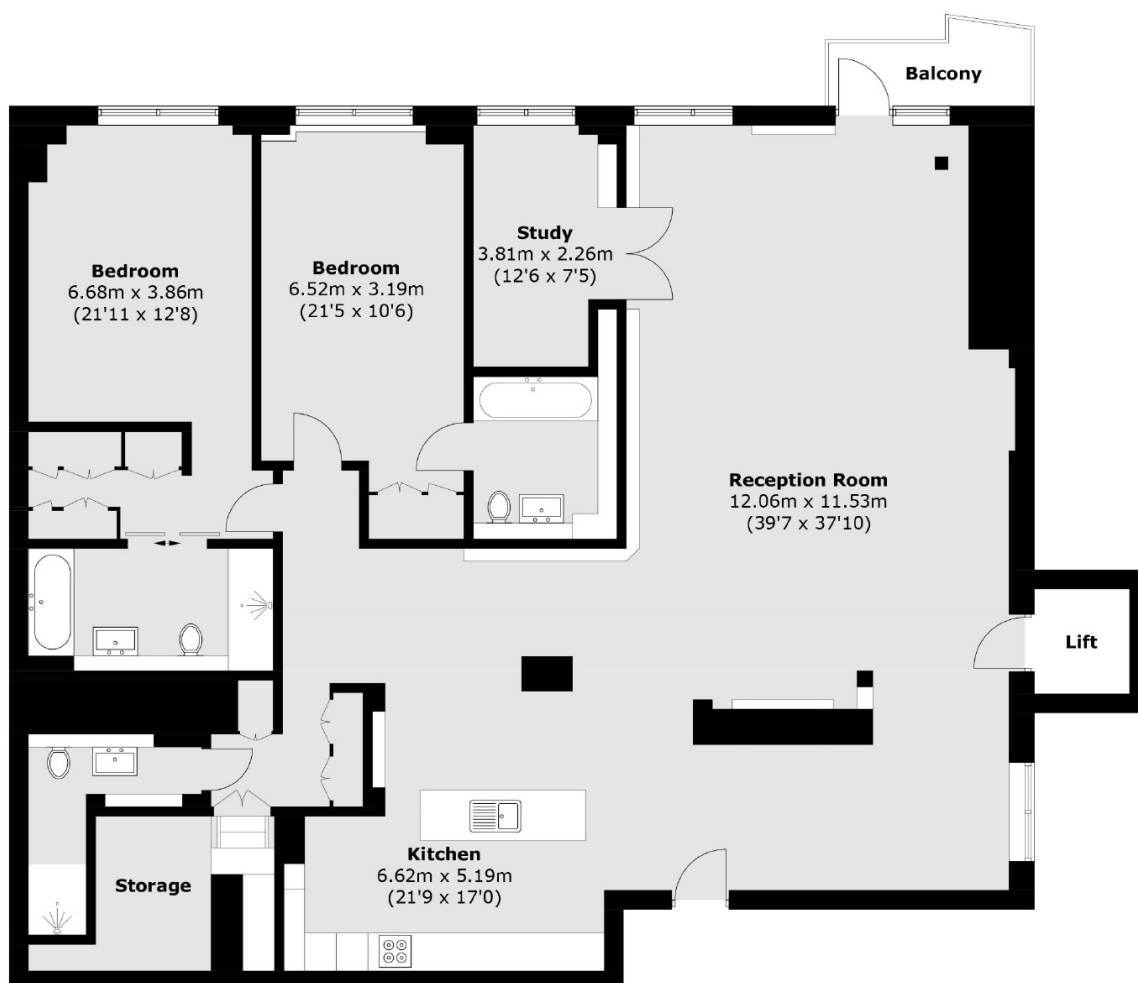 Balcony
Bedroom
6.68m x 3.86m
(21'11 x 12'8)
Bedroom
6.52m x 3.19m
(21'5 x 10'6)
Study
3.81m x 2.26m
(12'6 x 7'5)
Reception Room
12.06m x 11.53m
(39'7 x 37'10)
Lift
Kitchen
6.62m x 5.19m
(21'9 x 17'0)
Storage